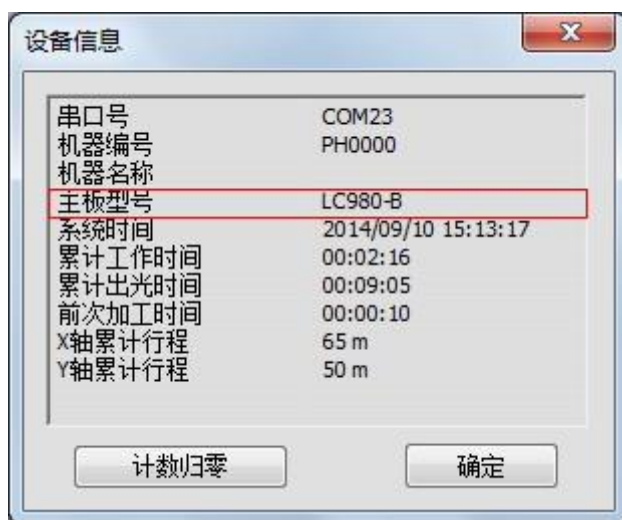 设备信息
串口号 COM23
机器编号 PH0000
机器名称
主板型号 LC980-B
系统时间 2014/09/10 15:13:17
累计工作时间 00:02:16
累计出光时间 00:09:05
前次加工时间 00:00:10
X轴累计行程 65 m
Y轴累计行程 50 m
计数归零 确定